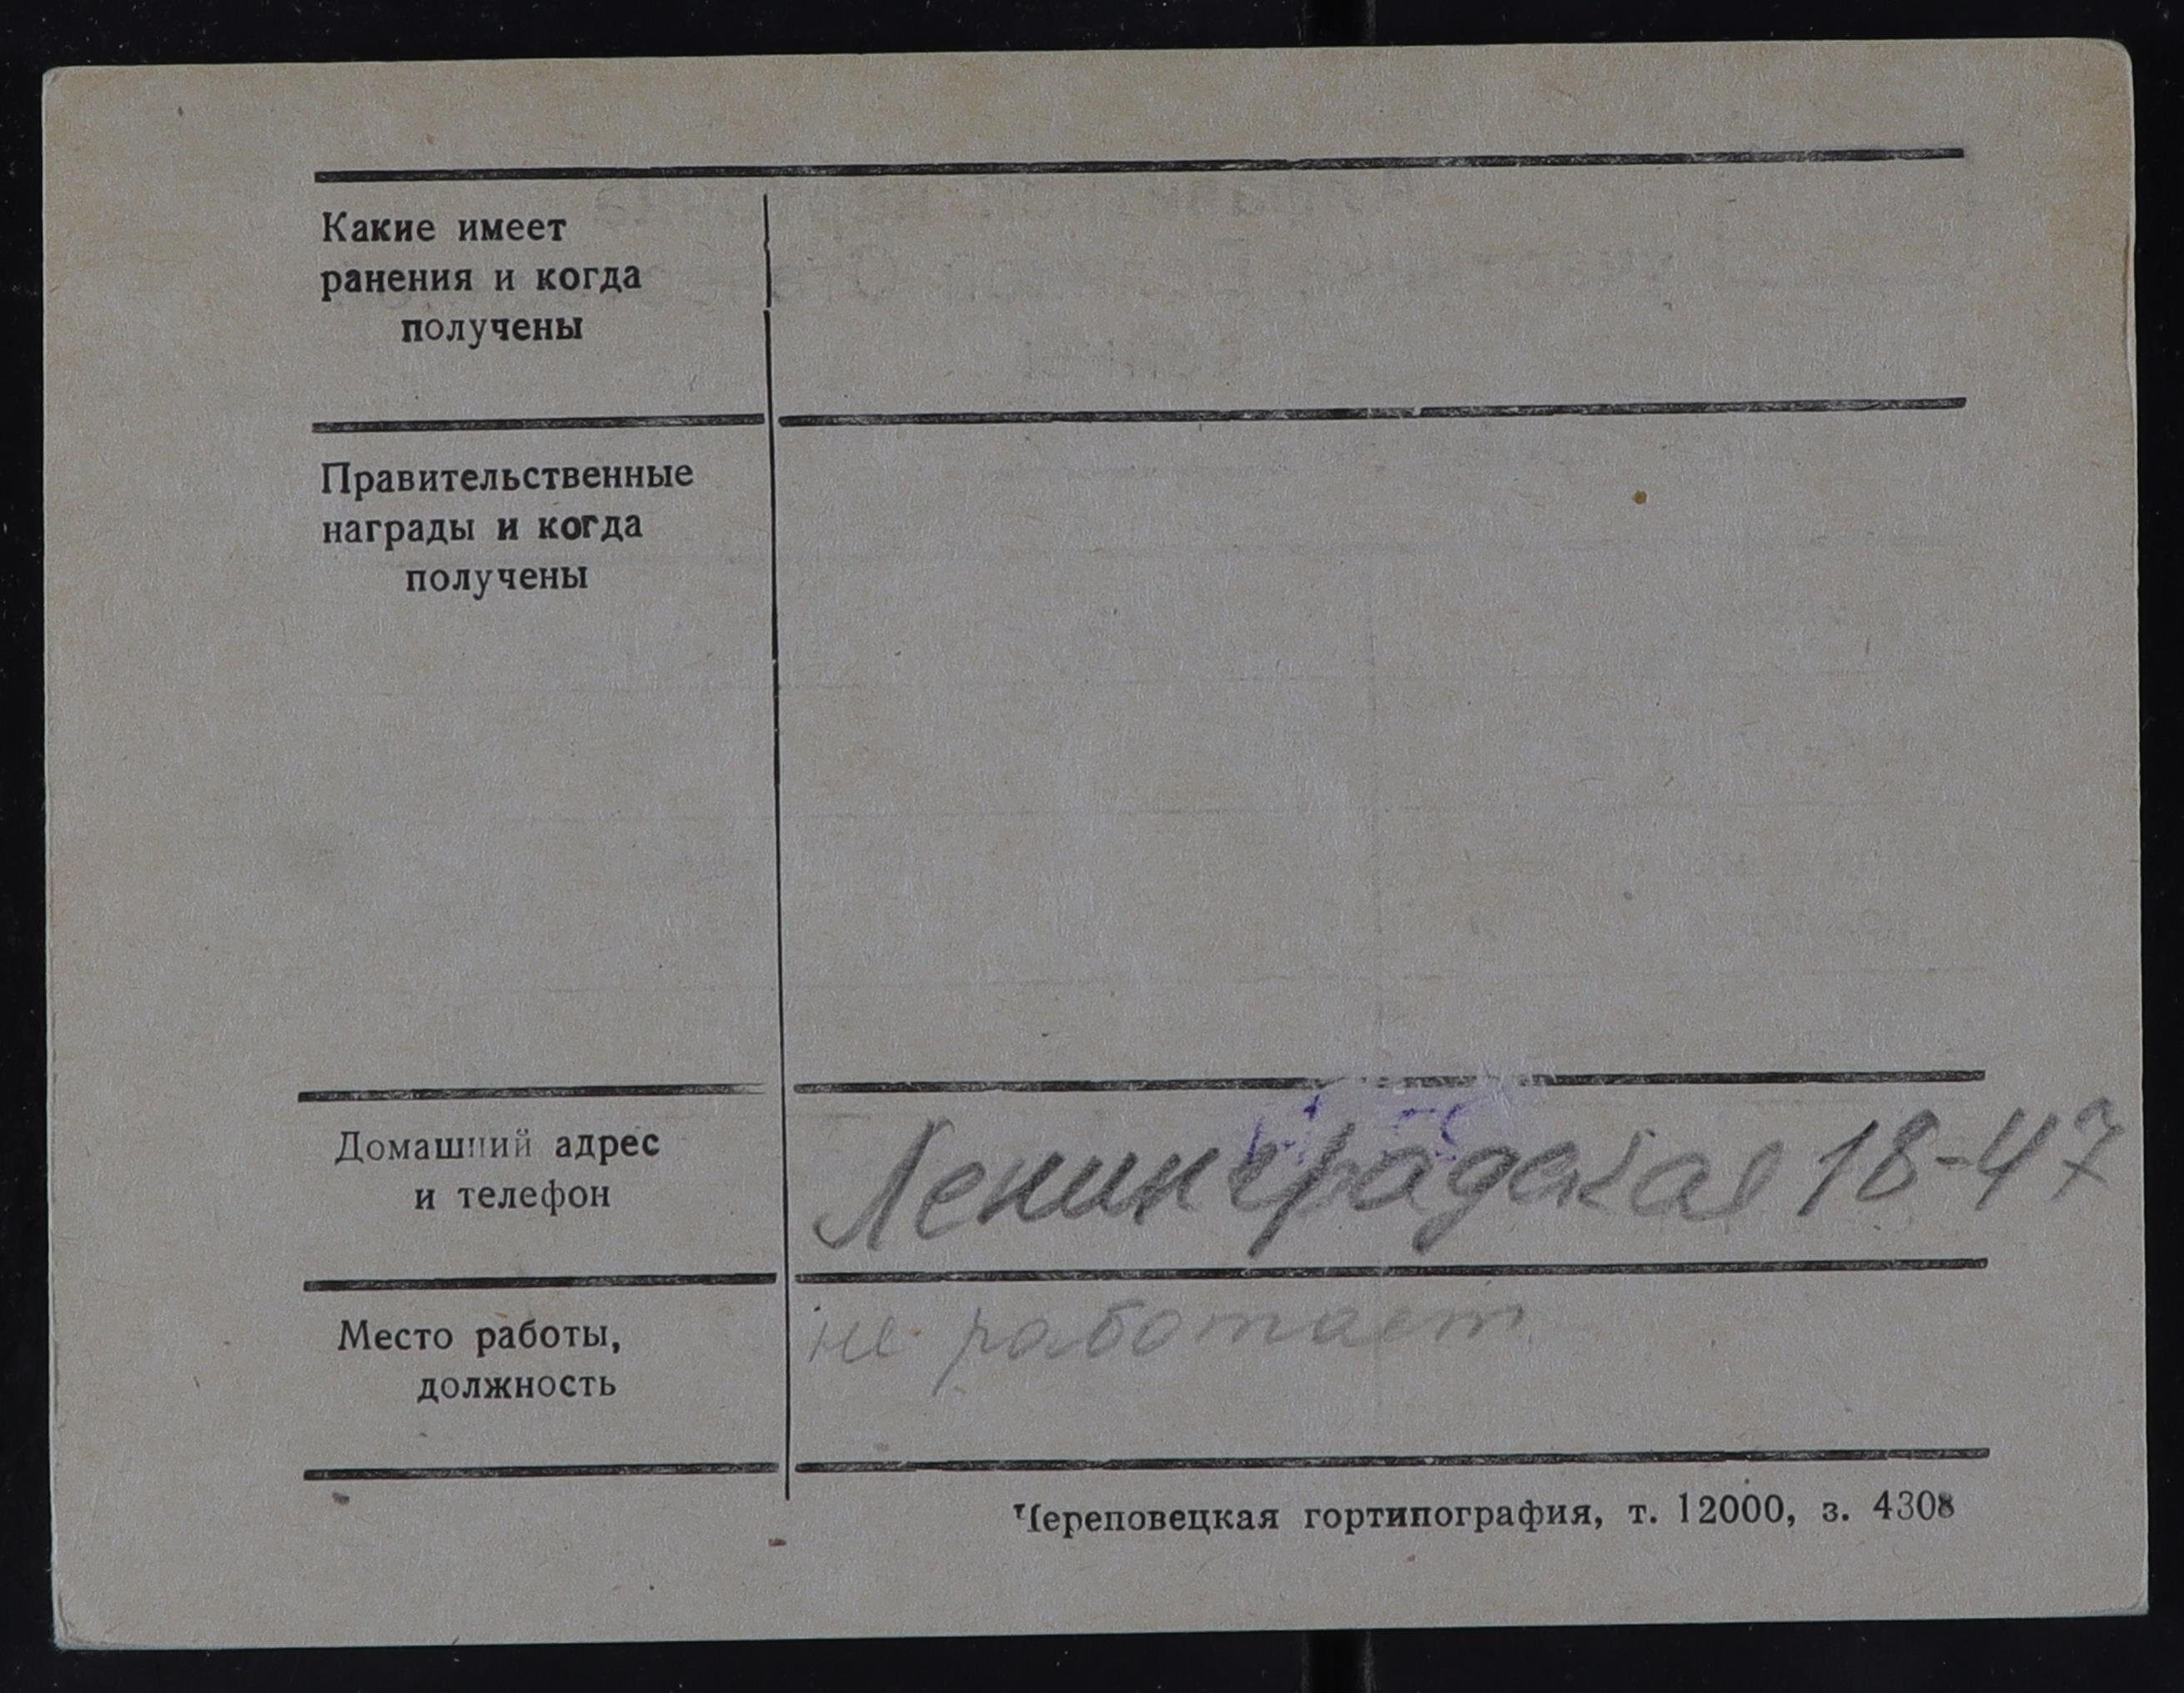 Какие имеет
ранения и когда
получены
Правительственные
награды и когда
получены
Домашний адрес
и телефон
Ленинградская 18-47
Место работы,
должность
не работает
Череповецкая гортипография, т. 12000, з. 4308